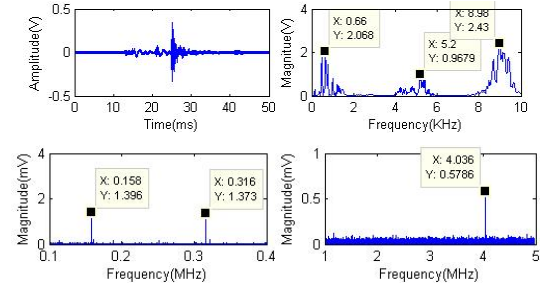 0.5
0
-0.5
0 10 20 30 40 50
Amplitude(V)
Time(ms)
4
2
0
0 2 4 6 8 10
Magnitue(V)
Frequency(KHz)
X: 0.66
Y: 2.068
X: 5.2
Y: 0.9679
X: 8.98
Y: 2.43
4
2
0
0.1 0.2 0.3 0.4
Magnitude(mV)
Frequency(MHz)
X: 0.158
Y: 1.396
X: 0.316
Y: 1.373
1
0.5
0
1 2 3 4 5
Magnitude(mV)
Frequency(MHz)
X: 4.036
Y: 0.5786